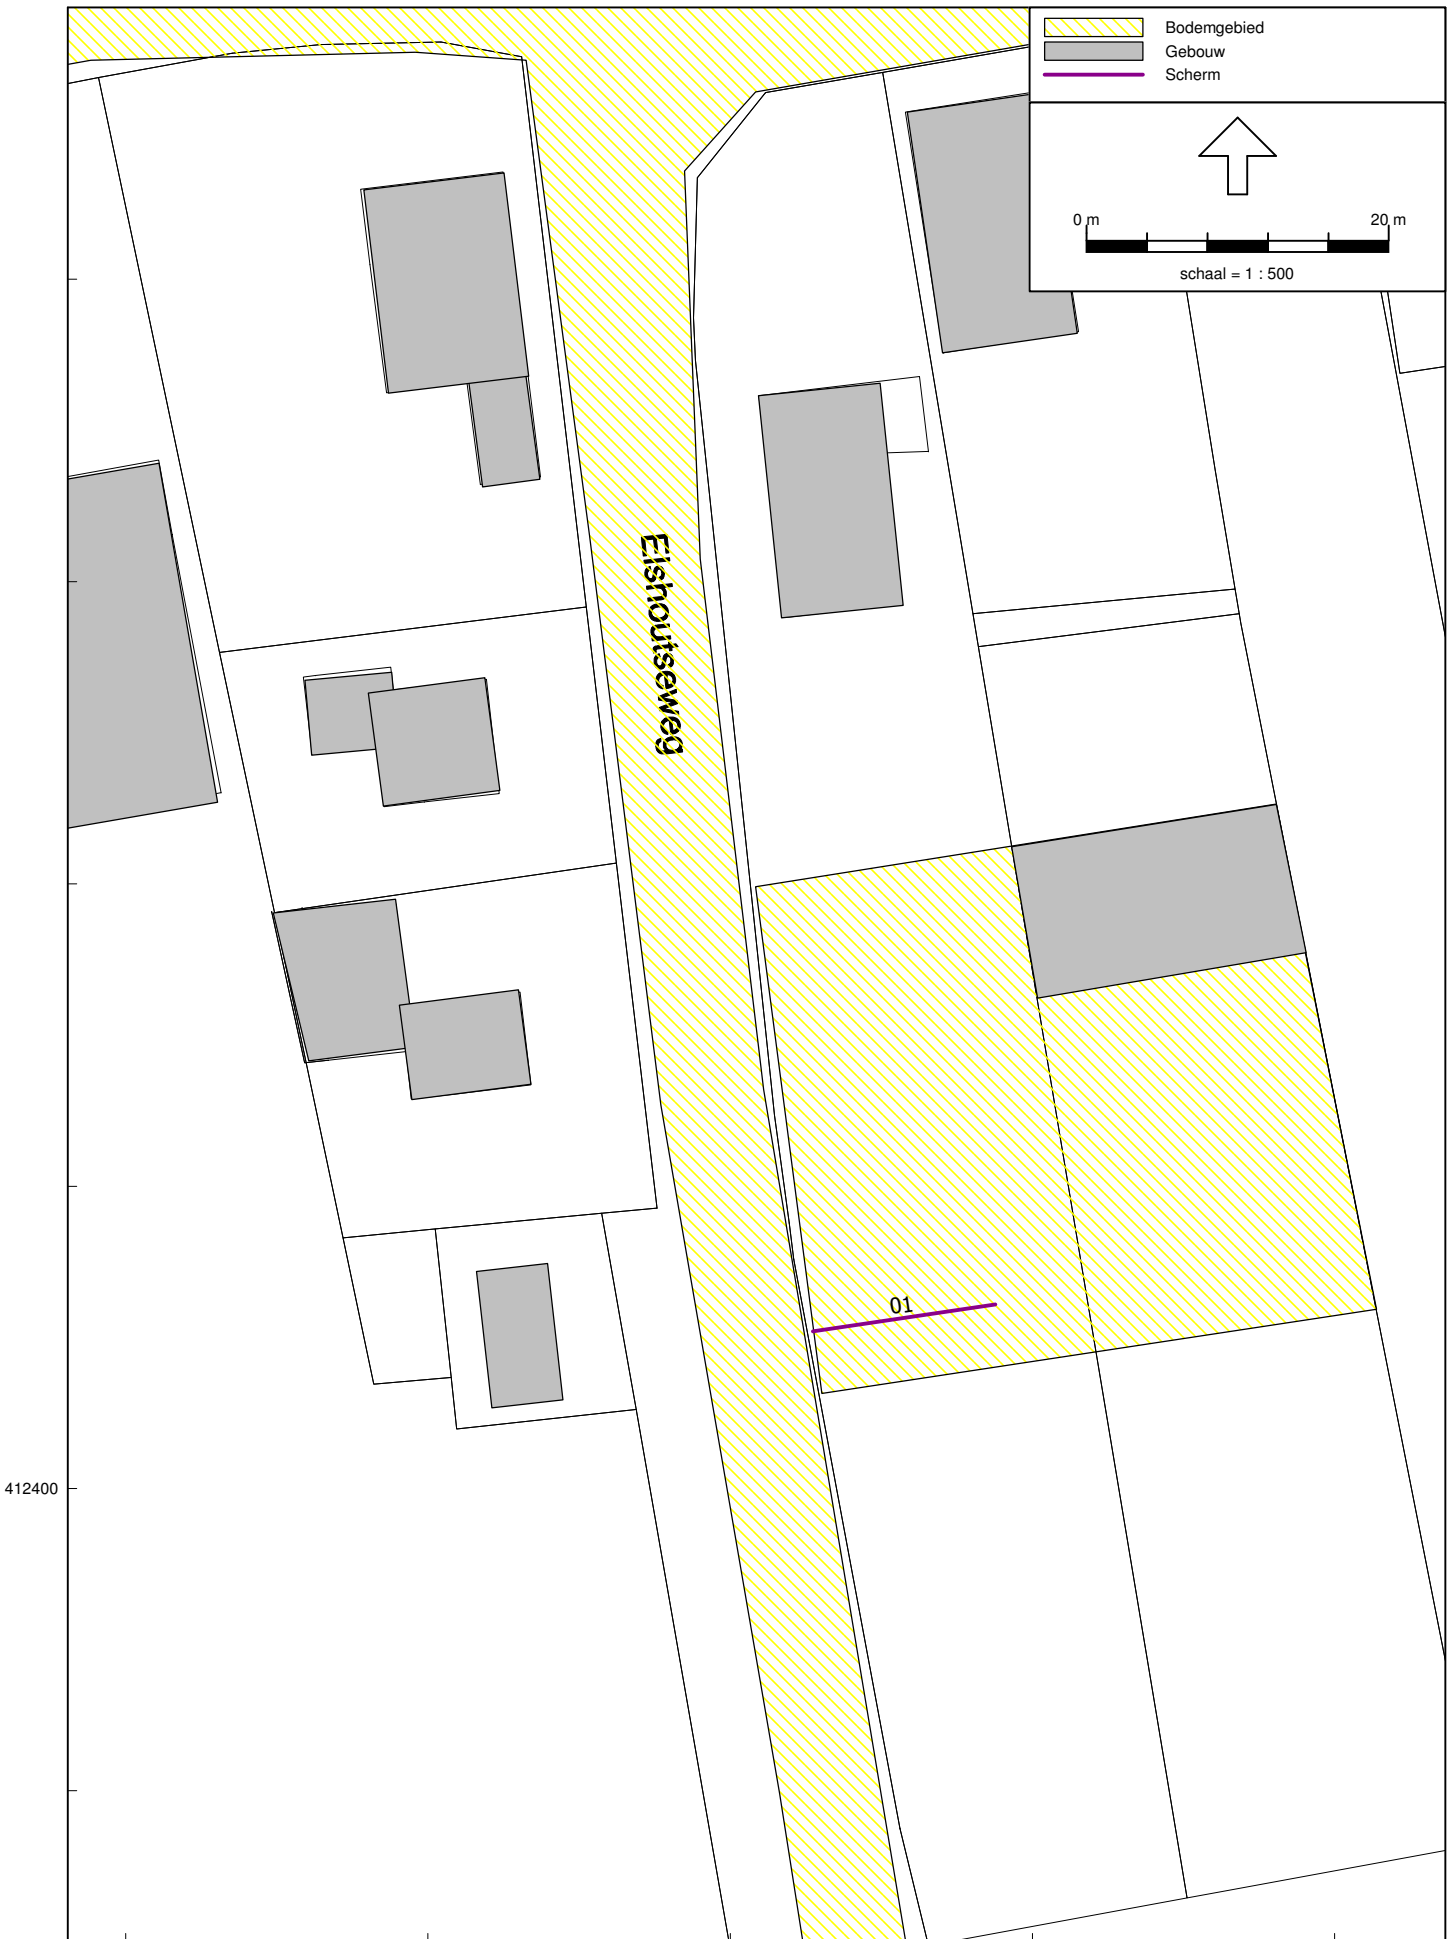 Bodemgebied
Gebouw
Scherm
0 m 20 m
schaal = 1 : 500
Elshoutseweg
01
412400